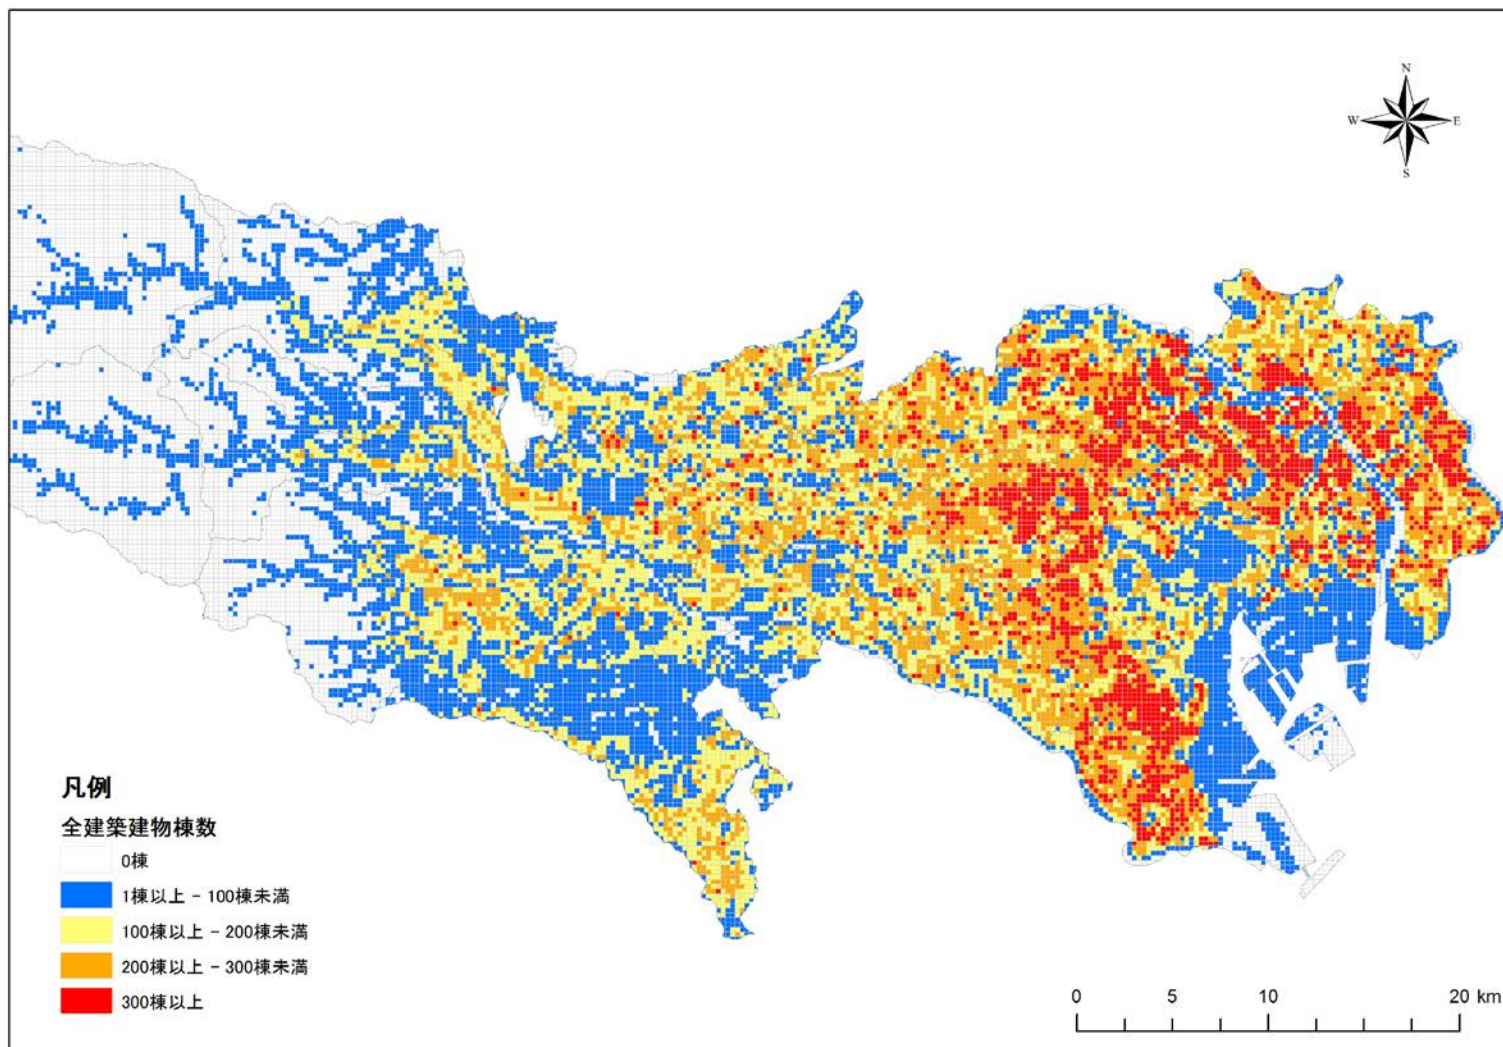 N
W E
S
凡例
全建築建物棟数
0棟
1棟以上 - 100棟未満
100棟以上 - 200棟未満
200棟以上 - 300棟未満
300棟以上
0 5 10 20 km